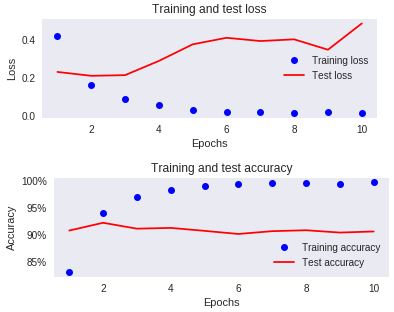 Training and test loss
0.4
0.2
0.0
Loss
Training loss
Test loss
2 4 6 8 10
Epochs
Training and test accuracy
100%
95%
90%
85%
Accuracy
Training accuracy
Test accuracy
2 4 6 8 10
Epochs